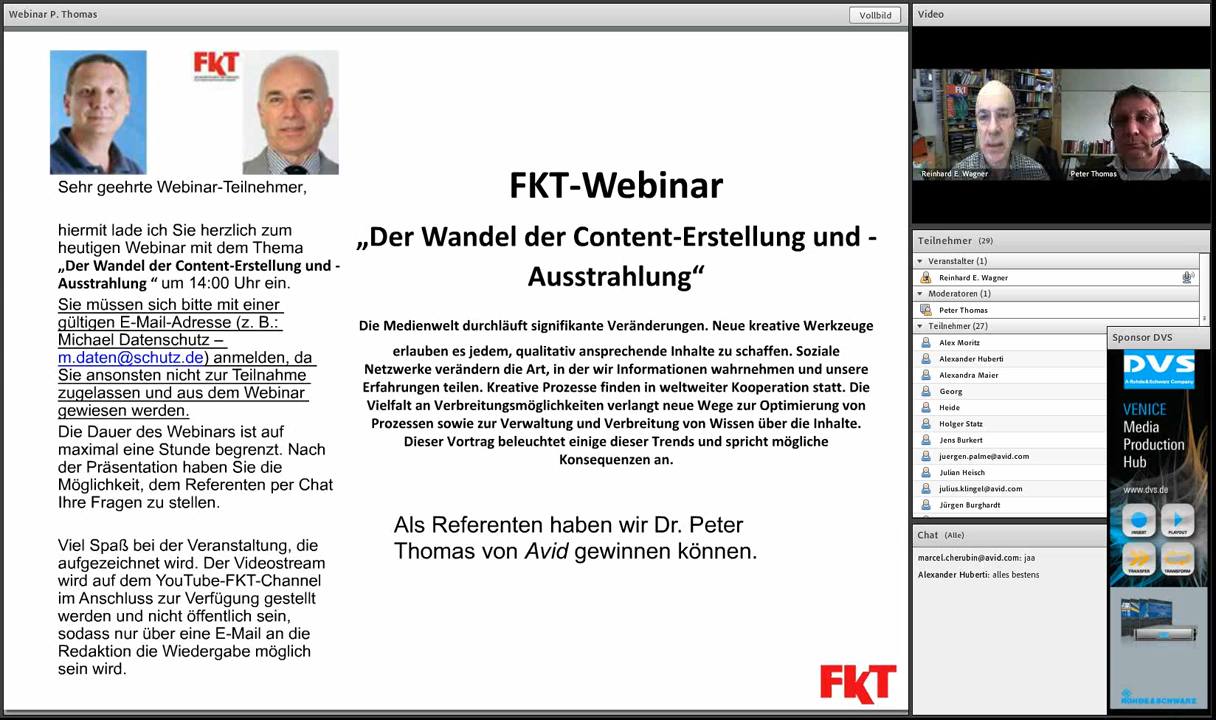 Webinar P. Thomas
Vollbild
FKT
Sehr geehrte Webinar-Teilnehmer,
hiermit lade ich Sie herzlich zum
heutigen Webinar mit dem Thema
„Der Wandel der Content-Erstellung und -
Ausstrahlung “ um 14:00 Uhr ein.
Sie müssen sich bitte mit einer
gültigen E-Mail-Adresse (z. B.:
Michael Datenschutz –
m.daten@schutz.de) anmelden, da
Sie ansonsten nicht zur Teilnahme
zugelassen und aus dem Webinar
gewiesen werden.
Die Dauer des Webinars ist auf
maximal eine Stunde begrenzt. Nach
der Präsentation haben Sie die
Möglichkeit, dem Referenten per Chat
Ihre Fragen zu stellen.
Viel Spaß bei der Veranstaltung, die
aufgezeichnet wird. Der Videostream
wird auf dem YouTube-FKT-Channel
im Anschluss zur Verfügung gestellt
werden und nicht öffentlich sein,
sodass nur über eine E-Mail an die
Redaktion die Wiedergabe möglich
sein wird.
FKT-Webinar
„Der Wandel der Content-Erstellung und -
Ausstrahlung“
Die Medienwelt durchläuft signifikante Veränderungen. Neue kreative Werkzeuge
erlauben es jedem, qualitativ ansprechende Inhalte zu schaffen. Soziale
Netzwerke verändern die Art, in der wir Informationen wahrnehmen und unsere
Erfahrungen teilen. Kreative Prozesse finden in weltweiter Kooperation statt. Die
Vielfalt an Verbreitungsmöglichkeiten verlangt neue Wege zur Optimierung von
Prozessen sowie zur Verwaltung und Verbreitung von Wissen über die Inhalte.
Dieser Vortrag beleuchtet einige dieser Trends und spricht mögliche
Konsequenzen an.
Als Referenten haben wir Dr. Peter
Thomas von Avid gewinnen können.
FKT
Video
FKT
Reinhard E. Wagner
Peter Thomas
Teilnehmer (29)
Veranstalter (1)
Reinhard E. Wagner
Moderatoren (1)
Peter Thomas
Teilnehmer (27)
Alex Moritz
Alexander Huberti
Alexandra Maier
Georg
Heide
Holger Statz
Jens Burkert
juergen.palme@avid.com
Julian Heisch
julius.klingel@avid.com
Jürgen Burghardt
Chat (Alle)
marcel.cherubin@avid.com: jaa
Alexander Huberti: alles bestens
Sponsor DVS
DVS
A Rohde&Schwarz Company
VENICE
Media
Production
Hub
www.dvs.de
INGEST
PLAYOUT
TRANSFER
TRANSFORM
ROHDE&SCHWARZ